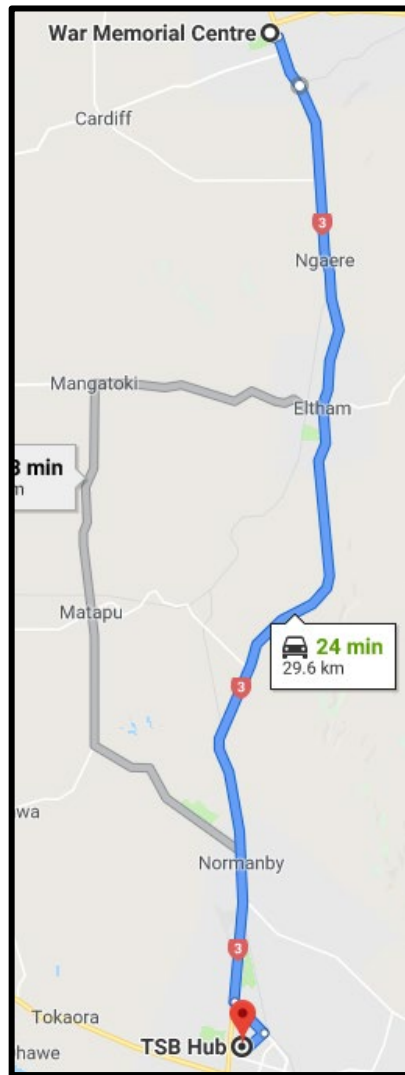 War Memorial Centre
Cardiff
3
Ngaere
Mangatoki
Eltham
3 min
Matapu
24 min
29.6 km
3
Normanby
3
Tokaora
TSB Hub